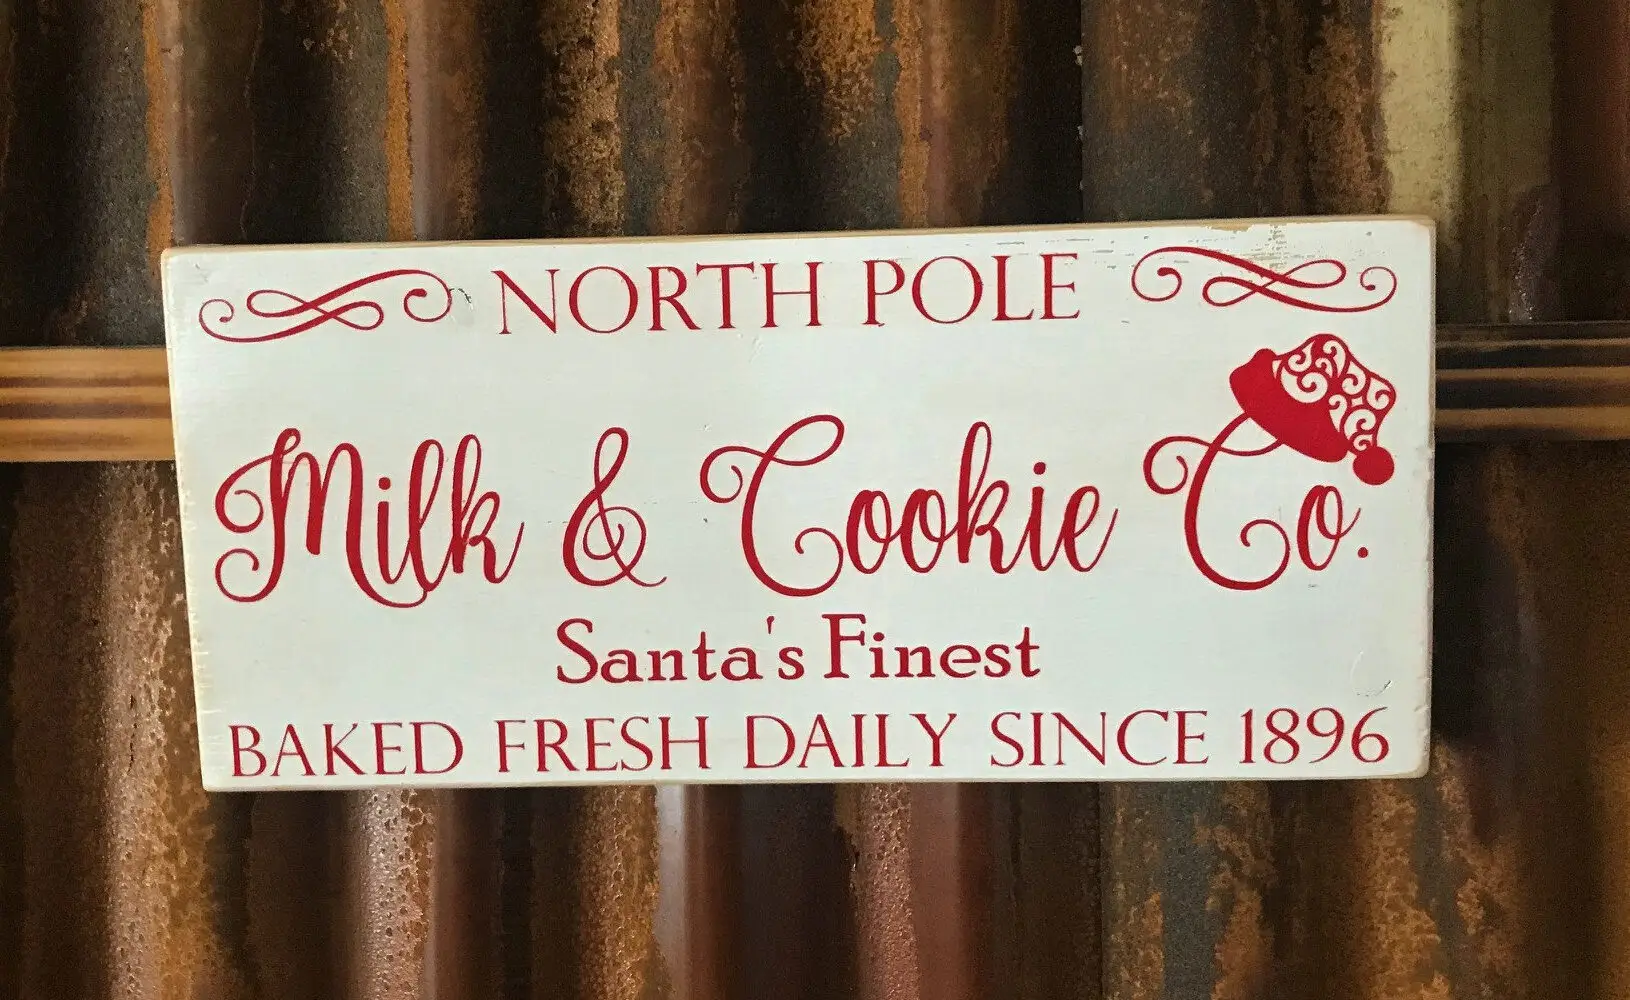 NORTH POLE
Milk & Cookie Co.
Santa's Finest
BAKED FRESH DAILY SINCE 1896